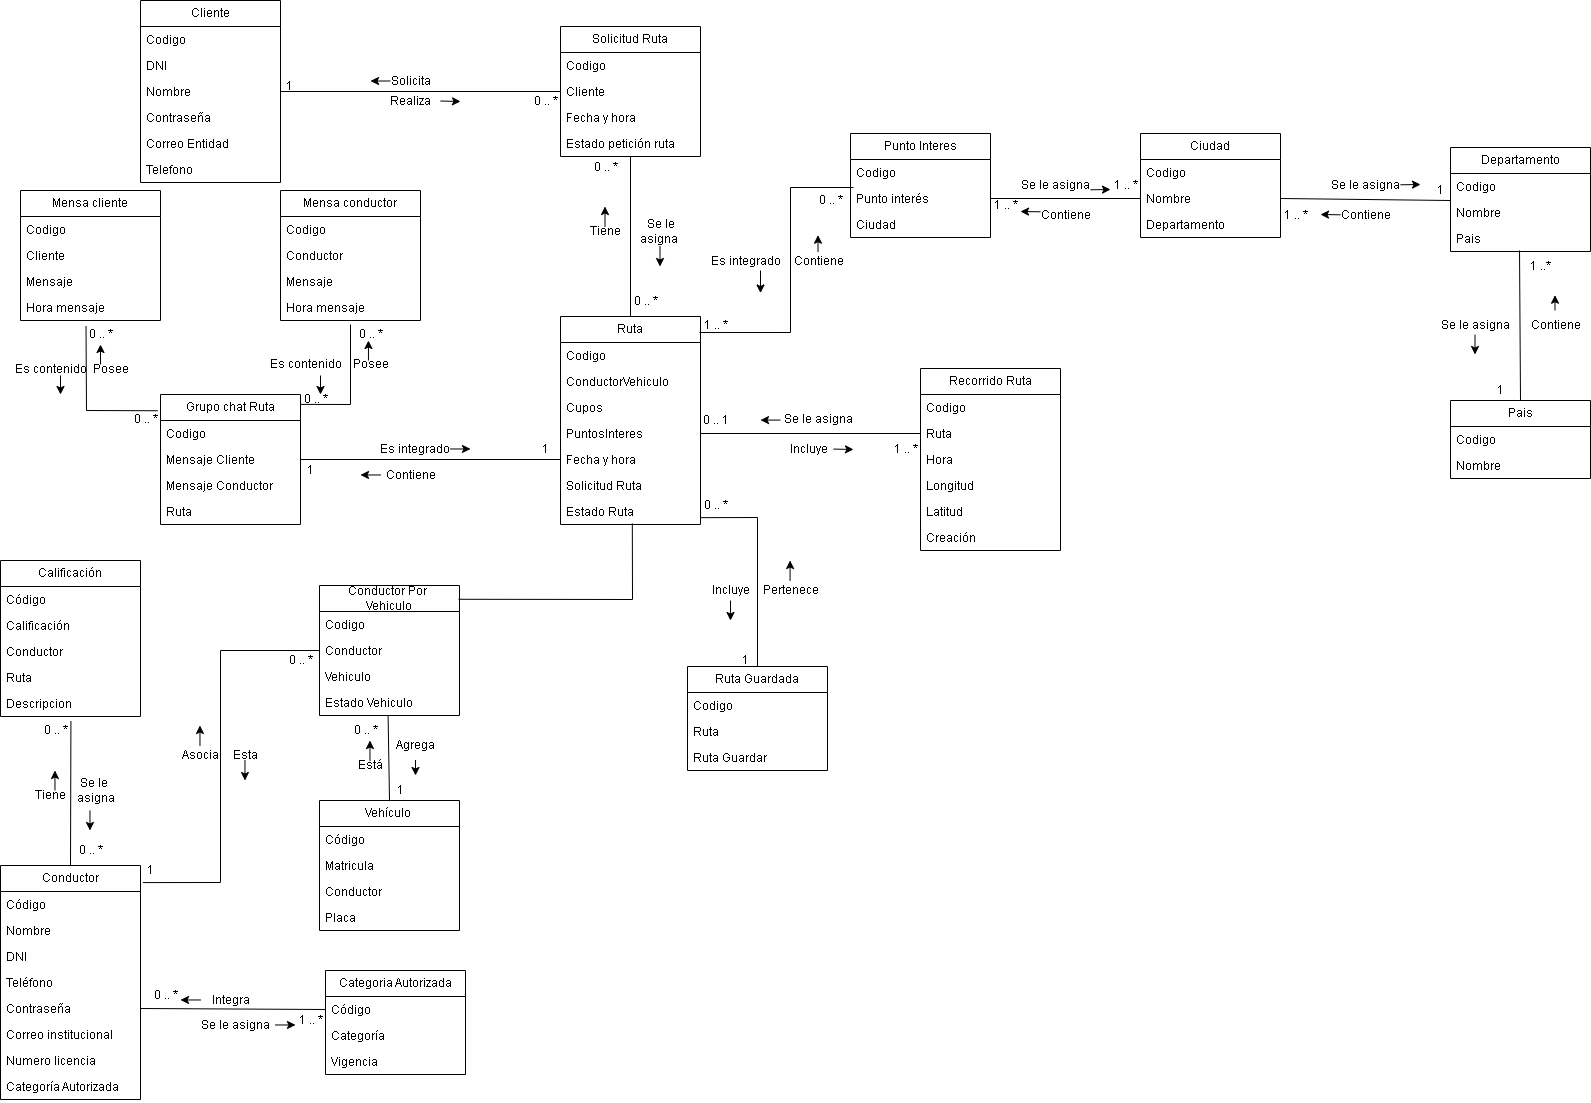 Cliente
Codigo
DNI
Nombre
Contraseña
Correo Entidad
Telefono
1
Solicita
Realiza
0 .. *
Solicitud Ruta
Codigo
Cliente
Fecha y hora
Estado petición ruta
0 .. *
Tiene
Se le
asigna
0 .. *
Punto Interes
Codigo
Punto interés
Ciudad
0 .. *
Es integrado
Contiene
1 .. *
Se le asigna
1 .. *
1 .. *
Contiene
Ciudad
Codigo
Nombre
Departamento
Se le asigna
1
1 .. *
Contiene
Departamento
Codigo
Nombre
Pais
1 ..*
Se le asigna
Contiene
1
Pais
Codigo
Nombre
Mensa cliente
Codigo
Cliente
Mensaje
Hora mensaje
0 .. *
Es contenido
Posee
0 .. *
Mensa conductor
Codigo
Conductor
Mensaje
Hora mensaje
0 .. *
Es contenido
Posee
0 .. *
Grupo chat Ruta
Codigo
Mensaje Cliente
Mensaje Conductor
Ruta
Es integrado
1
1
Contiene
Ruta
Codigo
ConductorVehiculo
Cupos
PuntosInteres
Fecha y hora
Solicitud Ruta
Estado Ruta
0 .. 1
Se le asigna
Incluye
1 .. *
Recorrido Ruta
Codigo
Ruta
Hora
Longitud
Latitud
Creación
0 .. *
Incluye
Pertenece
1
Ruta Guardada
Codigo
Ruta
Ruta Guardar
Calificación
Código
Calificación
Conductor
Ruta
Descripcion
0 .. *
Tiene
Se le
asigna
0 .. *
Conductor Por
Vehiculo
Codigo
Conductor
Vehiculo
Estado Vehiculo
0 .. *
Asocia
Esta
1
0 .. *
Agrega
Está
1
Vehículo
Código
Matricula
Conductor
Placa
Conductor
Código
Nombre
DNI
Teléfono
Contraseña
Correo institucional
Numero licencia
Categoría Autorizada
0 .. *
Integra
Se le asigna
1 .. *
Categoria Autorizada
Código
Categoría
Vigencia